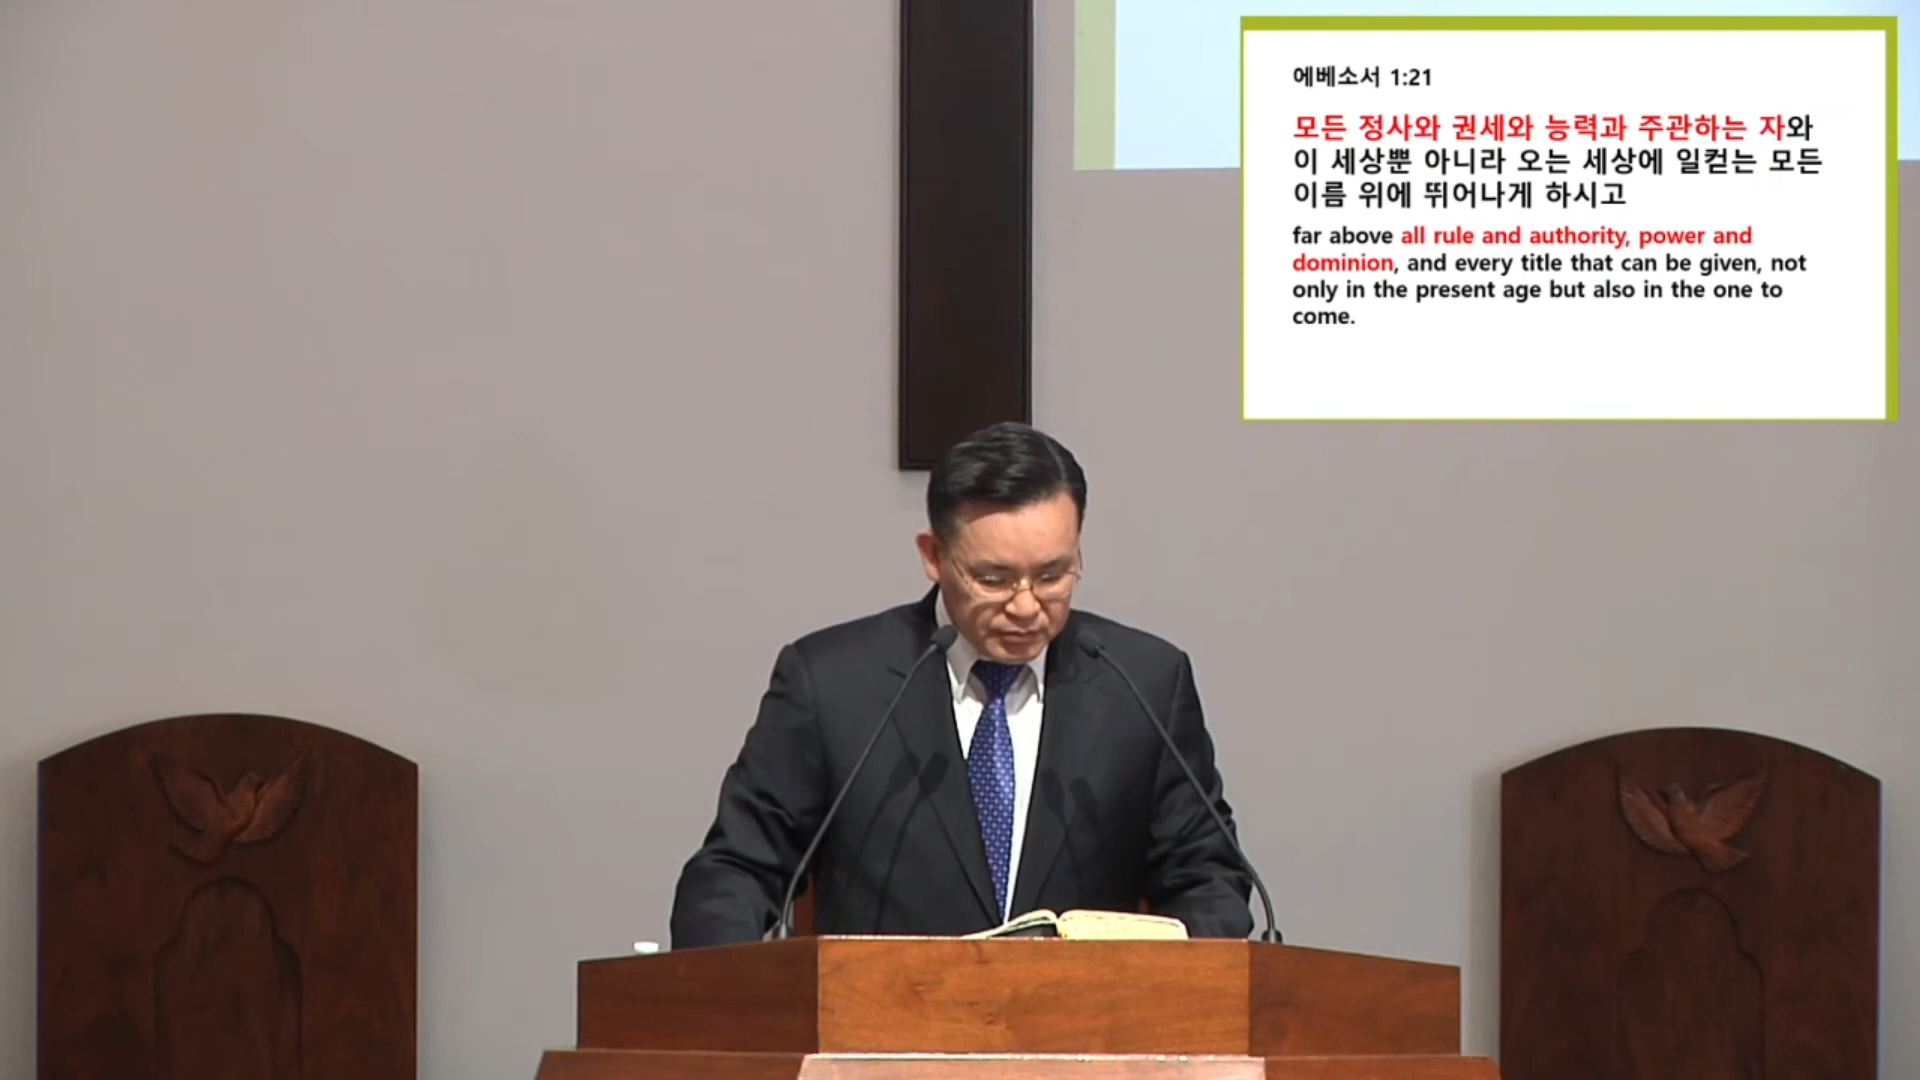 에베소서 1:21
모든 정사와 권세와 능력과 주관하는 자와
이 세상뿐 아니라 오는 세상에 일컫는 모든
이름 위에 뛰어나게 하시고
far above all rule and authority, power and
dominion, and every title that can be given, not
only in the present age but also in the one to
come.